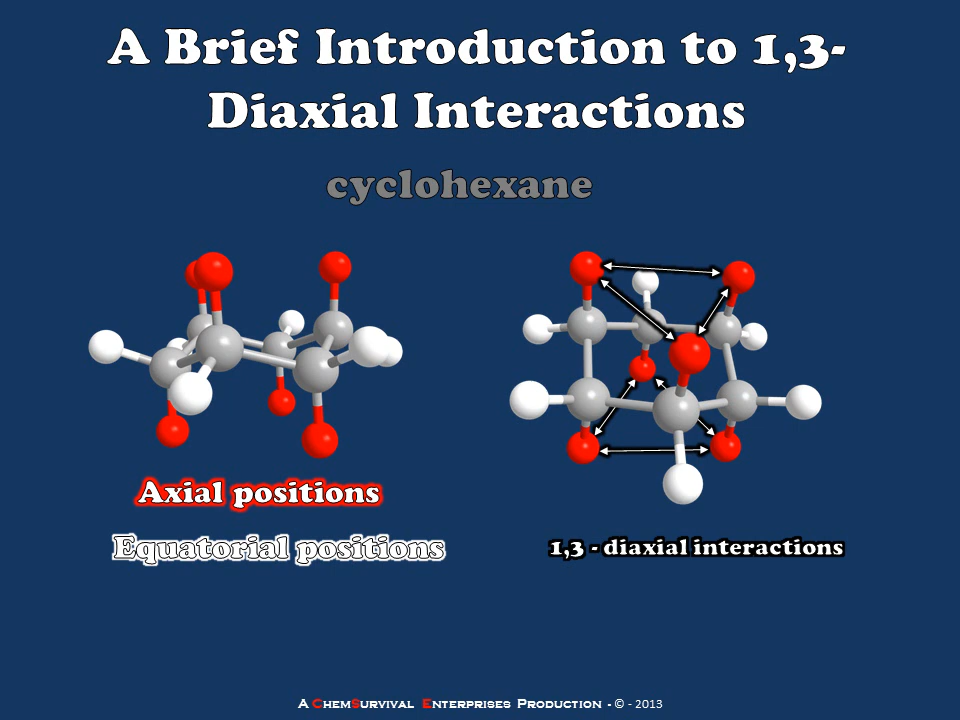 A Brief Introduction to 1,3-
Diaxial Interactions
cyclohexane
Axial positions
Equatorial positions
1,3 - diaxial interactions
A ChemSurvival Enterprises Production - © - 2013